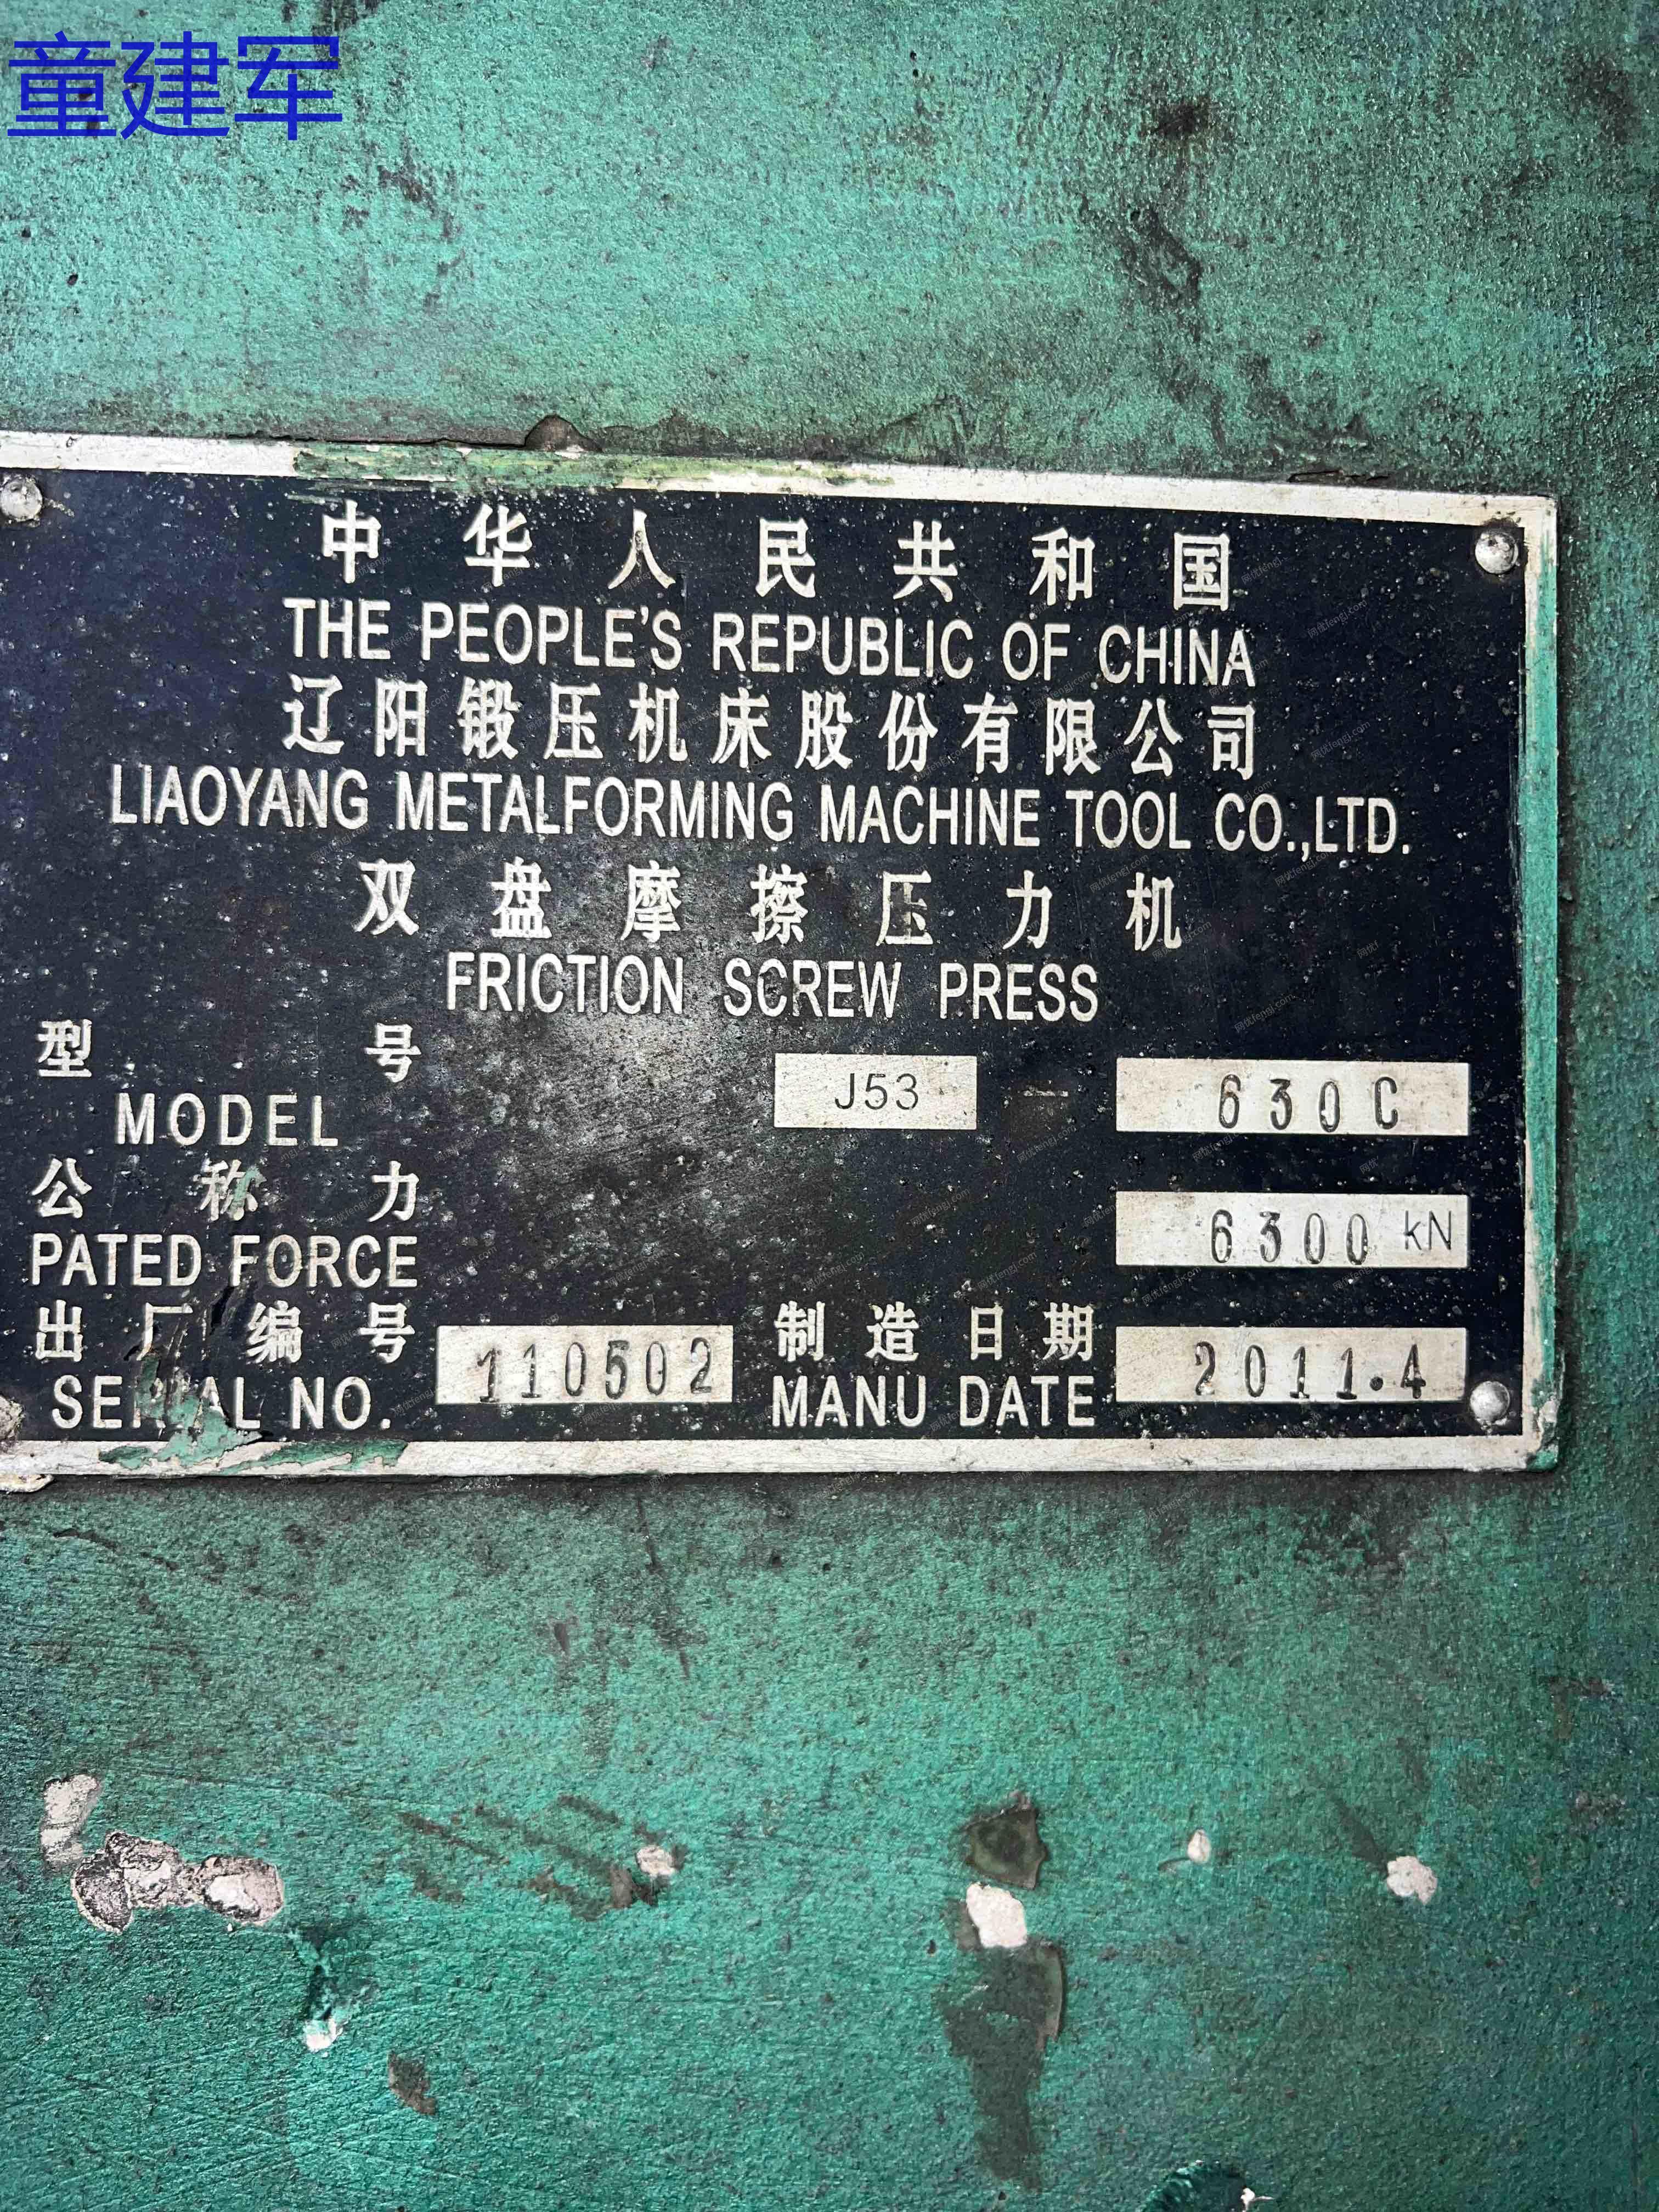 童建军
中华人民共和国
THE PEOPLE'S REPUBLIC OF CHINA
辽阳锻压机床股份有限公司
LIAOYANG METALFORMING MACHINE TOOL CO.,LTD.
双盘摩擦压力机
FRICTION SCREW PRESS
型号 J53 — 630C
MODEL
公称力 6300 kN
PATED FORCE
出厂编号 110502 制造日期 2011.4
SERIAL NO. MANU DATE